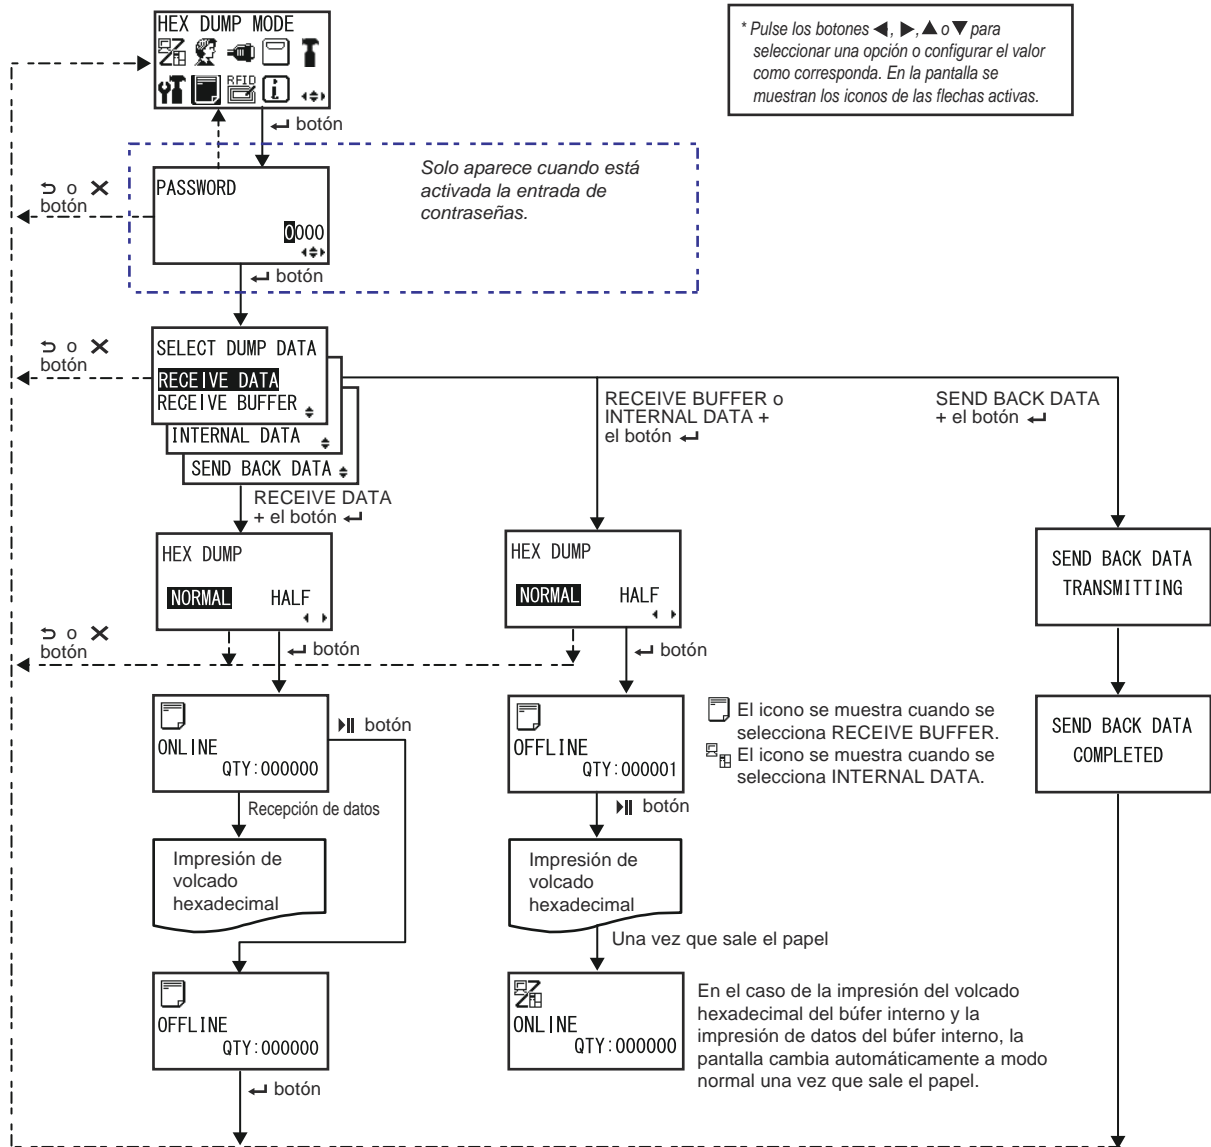 HEX DUMP MODE
RFID
* Pulse los botones ◀, ▶, ▲ o ▼ para
seleccionar una opción o configurar el valor
como corresponda. En la pantalla se
muestran los iconos de las flechas activas.
↵ botón
PASSWORD
0000
Solo aparece cuando está
activada la entrada de
contraseñas.
⮌ o ✕
botón
↵ botón
SELECT DUMP DATA
RECEIVE DATA
RECEIVE BUFFER
INTERNAL DATA
SEND BACK DATA
⮌ o ✕
botón
RECEIVE BUFFER o
INTERNAL DATA +
el botón ↵
SEND BACK DATA
+ el botón ↵
RECEIVE DATA
+ el botón ↵
HEX DUMP
NORMAL HALF
HEX DUMP
NORMAL HALF
SEND BACK DATA
TRANSMITTING
⮌ o ✕
botón
↵ botón
↵ botón
ONLINE
QTY:000000
▶II botón
OFFLINE
QTY:000001
El icono se muestra cuando se
selecciona RECEIVE BUFFER.
El icono se muestra cuando se
selecciona INTERNAL DATA.
SEND BACK DATA
COMPLETED
Recepción de datos
▶II botón
Impresión de
volcado
hexadecimal
Impresión de
volcado
hexadecimal
Una vez que sale el papel
OFFLINE
QTY:000000
ONLINE
QTY:000000
En el caso de la impresión del volcado
hexadecimal del búfer interno y la
impresión de datos del búfer interno, la
pantalla cambia automáticamente a modo
normal una vez que sale el papel.
↵ botón